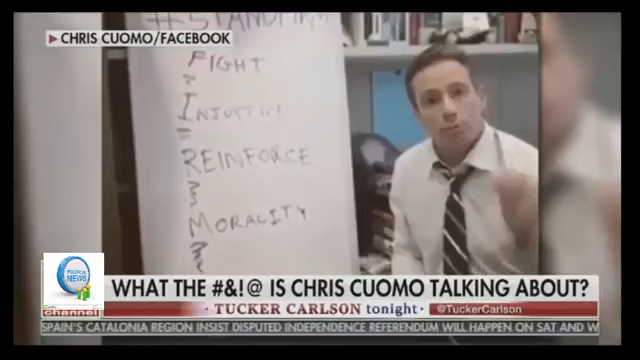 CHRIS CUOMO/FACEBOOK
#STANDFIRM
FIGHT
INJUSTICE
REINFORCE
MORALITY
POLITICAL
NEWS
channel
WHAT THE #&!@ IS CHRIS CUOMO TALKING ABOUT?
TUCKER CARLSON tonight
@TuckerCarlson
SPAIN'S CATALONIA REGION INSIST DISPUTED INDEPENDENCE REFERENDUM WILL HAPPEN ON SAT AND W